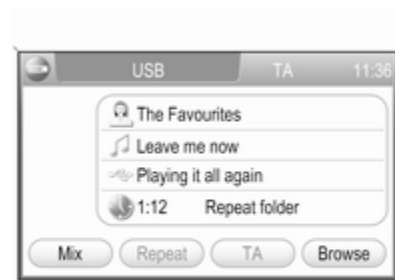 USB TA 11:36
The Favourites
Leave me now
Playing it all again
1:12 Repeat folder
Mix Repeat TA Browse